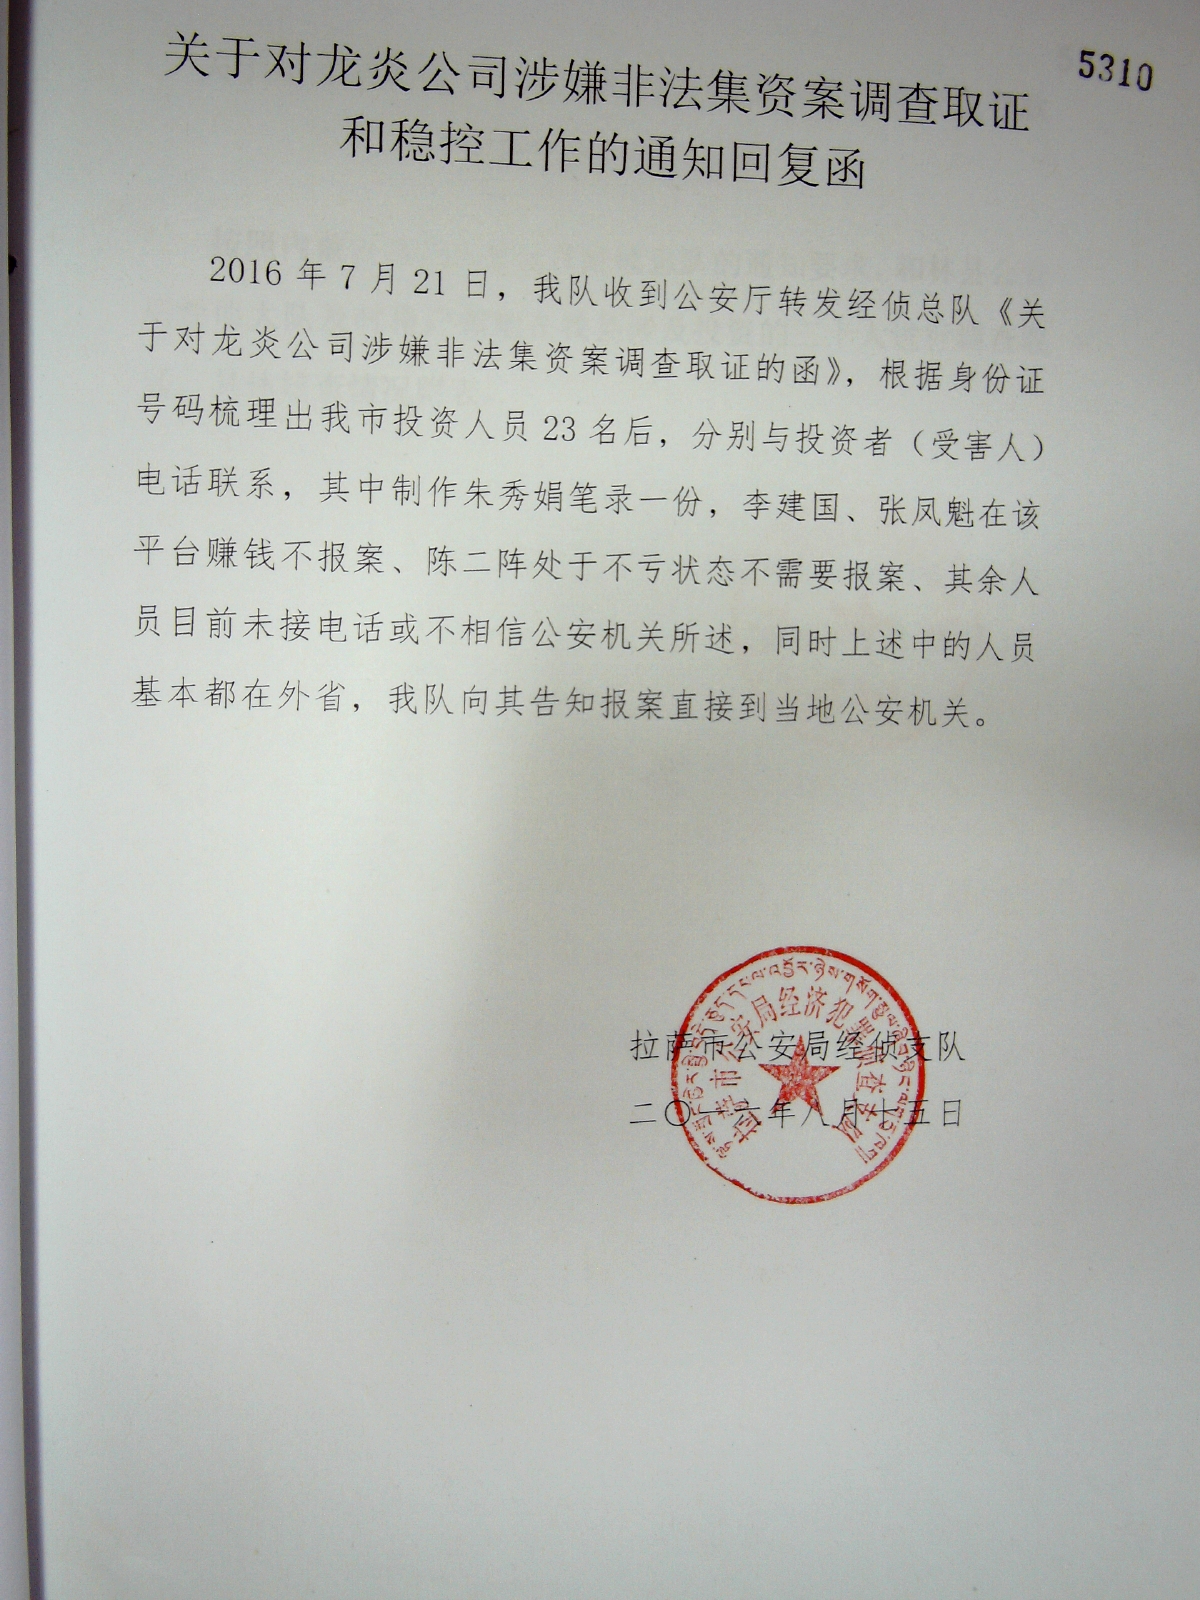 5310
关于对龙炎公司涉嫌非法集资案调查取证
和稳控工作的通知回复函
2016年7月21日，我队收到公安厅转发经侦总队《关
于对龙炎公司涉嫌非法集资案调查取证的函》，根据身份证
号码梳理出我市投资人员23名后，分别与投资者（受害人）
电话联系，其中制作朱秀娟笔录一份，李建国、张凤魁在该
平台赚钱不报案、陈二阵处于不亏状态不需要报案、其余人
员目前未接电话或不相信公安机关所述，同时上述中的人员
基本都在外省，我队向其告知报案直接到当地公安机关。
拉萨市公安局经侦支队
二〇一六年八月十五日
拉萨市公安局经济犯罪侦查支队